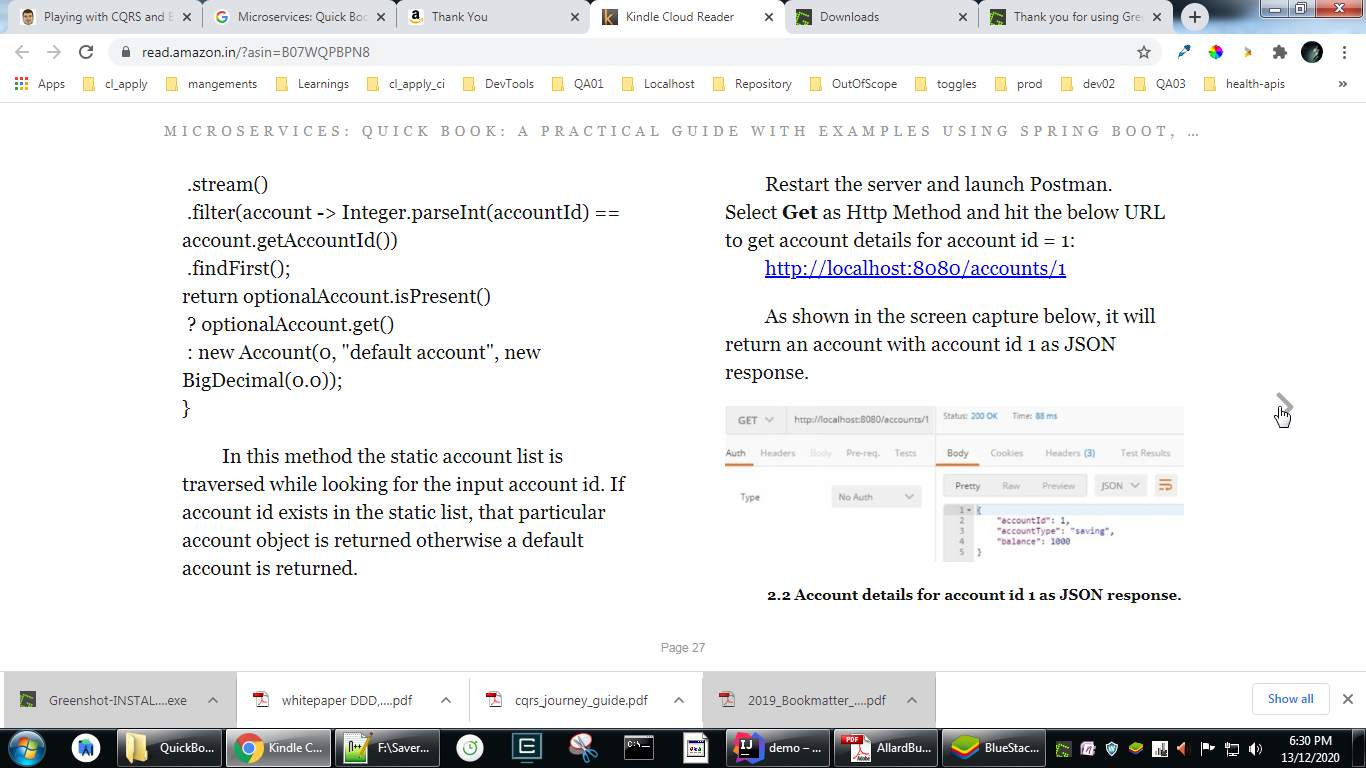 Playing with CQRS and E
Microservices: Quick Boo
Thank You
Kindle Cloud Reader
Downloads
Thank you for using Gre
read.amazon.in/?asin=B07WQPBPN8
Apps
cl_apply
mangements
Learnings
cl_apply_ci
DevTools
QA01
Localhost
Repository
OutOfScope
toggles
prod
dev02
QA03
health-apis
»
MICROSERVICES: QUICK BOOK: A PRACTICAL GUIDE WITH EXAMPLES USING SPRING BOOT, …
.stream()
.filter(account -> Integer.parseInt(accountId) ==
account.getAccountId())
.findFirst();
return optionalAccount.isPresent()
? optionalAccount.get()
: new Account(0, "default account", new
BigDecimal(0.0));
}
In this method the static account list is
traversed while looking for the input account id. If
account id exists in the static list, that particular
account object is returned otherwise a default
account is returned.
Restart the server and launch Postman.
Select Get as Http Method and hit the below URL
to get account details for account id = 1:
http://localhost:8080/accounts/1
As shown in the screen capture below, it will
return an account with account id 1 as JSON
response.
GET
http://localhost:8080/accounts/1
Status: 200 OK Time: 88 ms
Auth Headers Body Pre-req. Tests
Body Cookies Headers (3) Test Results
Type
No Auth
Pretty Raw Preview JSON
1 {
2 "accountId": 1,
3 "accountType": "saving",
4 "balance": 1000
5 }
2.2 Account details for account id 1 as JSON response.
Page 27
Greenshot-INSTAL....exe
whitepaper DDD,....pdf
cqrs_journey_guide.pdf
2019_Bookmatter_....pdf
Show all
QuickBo...
Kindle C...
F:\Saver...
demo – ...
AllardBu...
BlueStac...
6:30 PM
13/12/2020